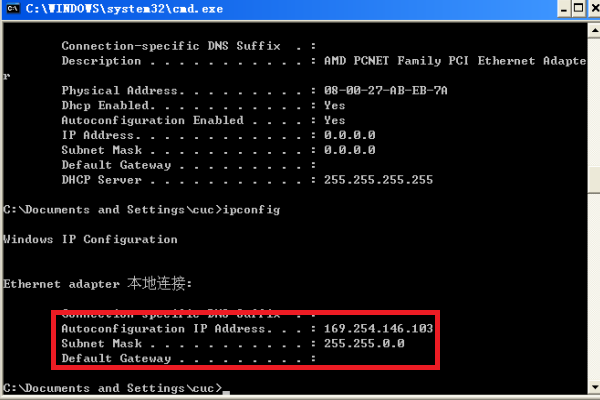 C:\WINDOWS\system32\cmd.exe
Connection-specific DNS Suffix  . :
Description . . . . . . . . . . . : AMD PCNET Family PCI Ethernet Adapte
r
Physical Address. . . . . . . . . : 08-00-27-AB-EB-7A
Dhcp Enabled. . . . . . . . . . . : Yes
Autoconfiguration Enabled . . . . : Yes
IP Address. . . . . . . . . . . . : 0.0.0.0
Subnet Mask . . . . . . . . . . . : 0.0.0.0
Default Gateway . . . . . . . . . :
DHCP Server . . . . . . . . . . . : 255.255.255.255
C:\Documents and Settings\cuc>ipconfig
Windows IP Configuration
Ethernet adapter 本地连接:
Connection-specific DNS Suffix  . :
Autoconfiguration IP Address. . . : 169.254.146.103
Subnet Mask . . . . . . . . . . . : 255.255.0.0
Default Gateway . . . . . . . . . :
C:\Documents and Settings\cuc>_